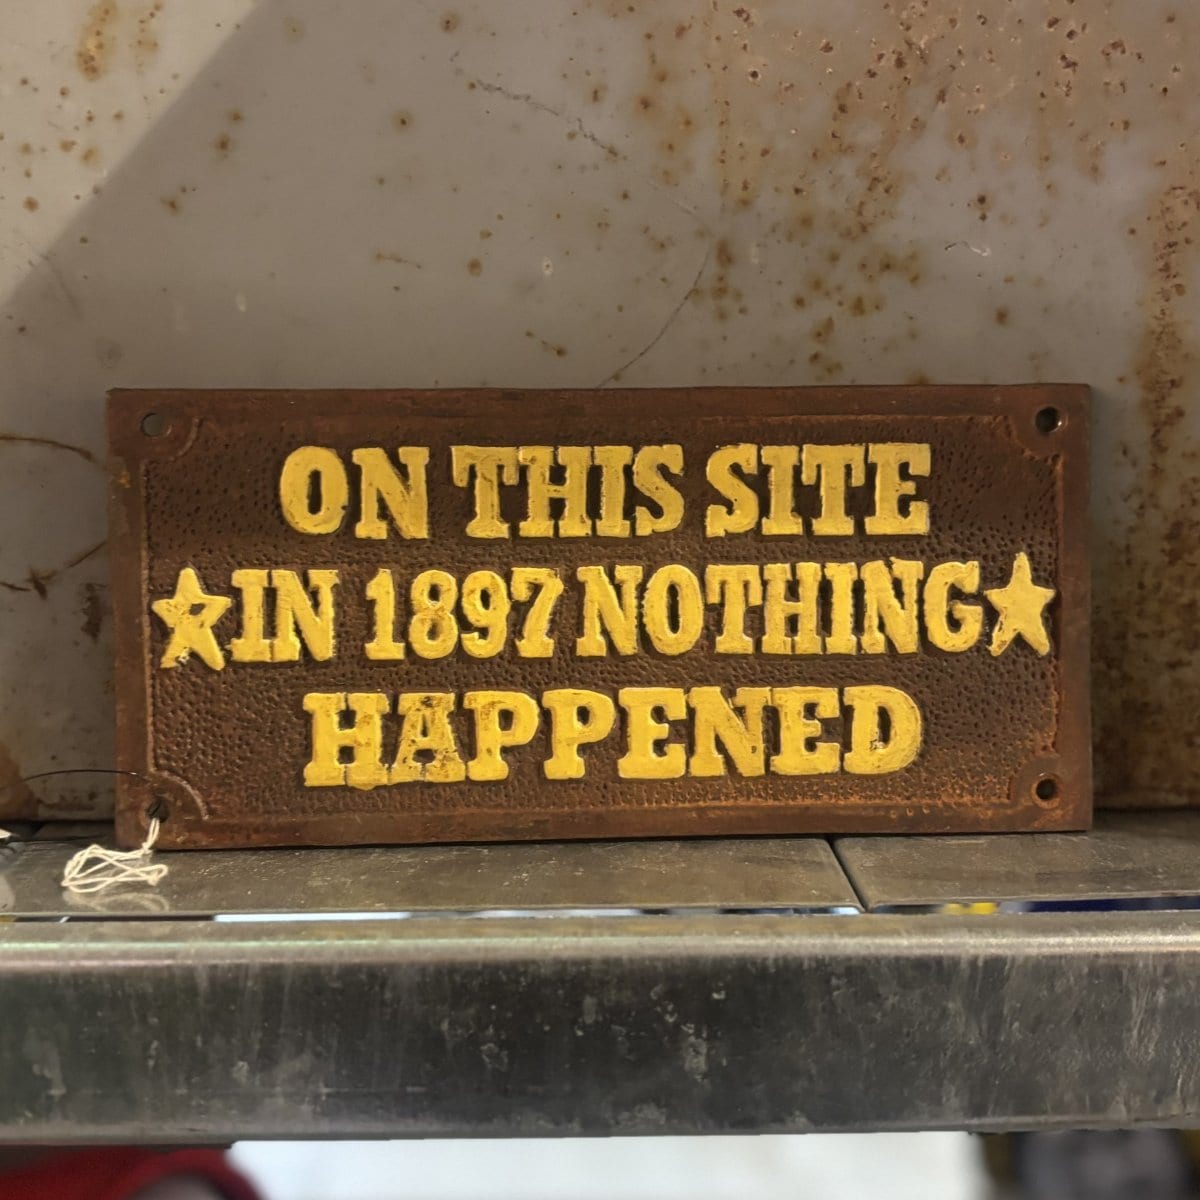 ON THIS SITE
IN 1897 NOTHING
HAPPENED